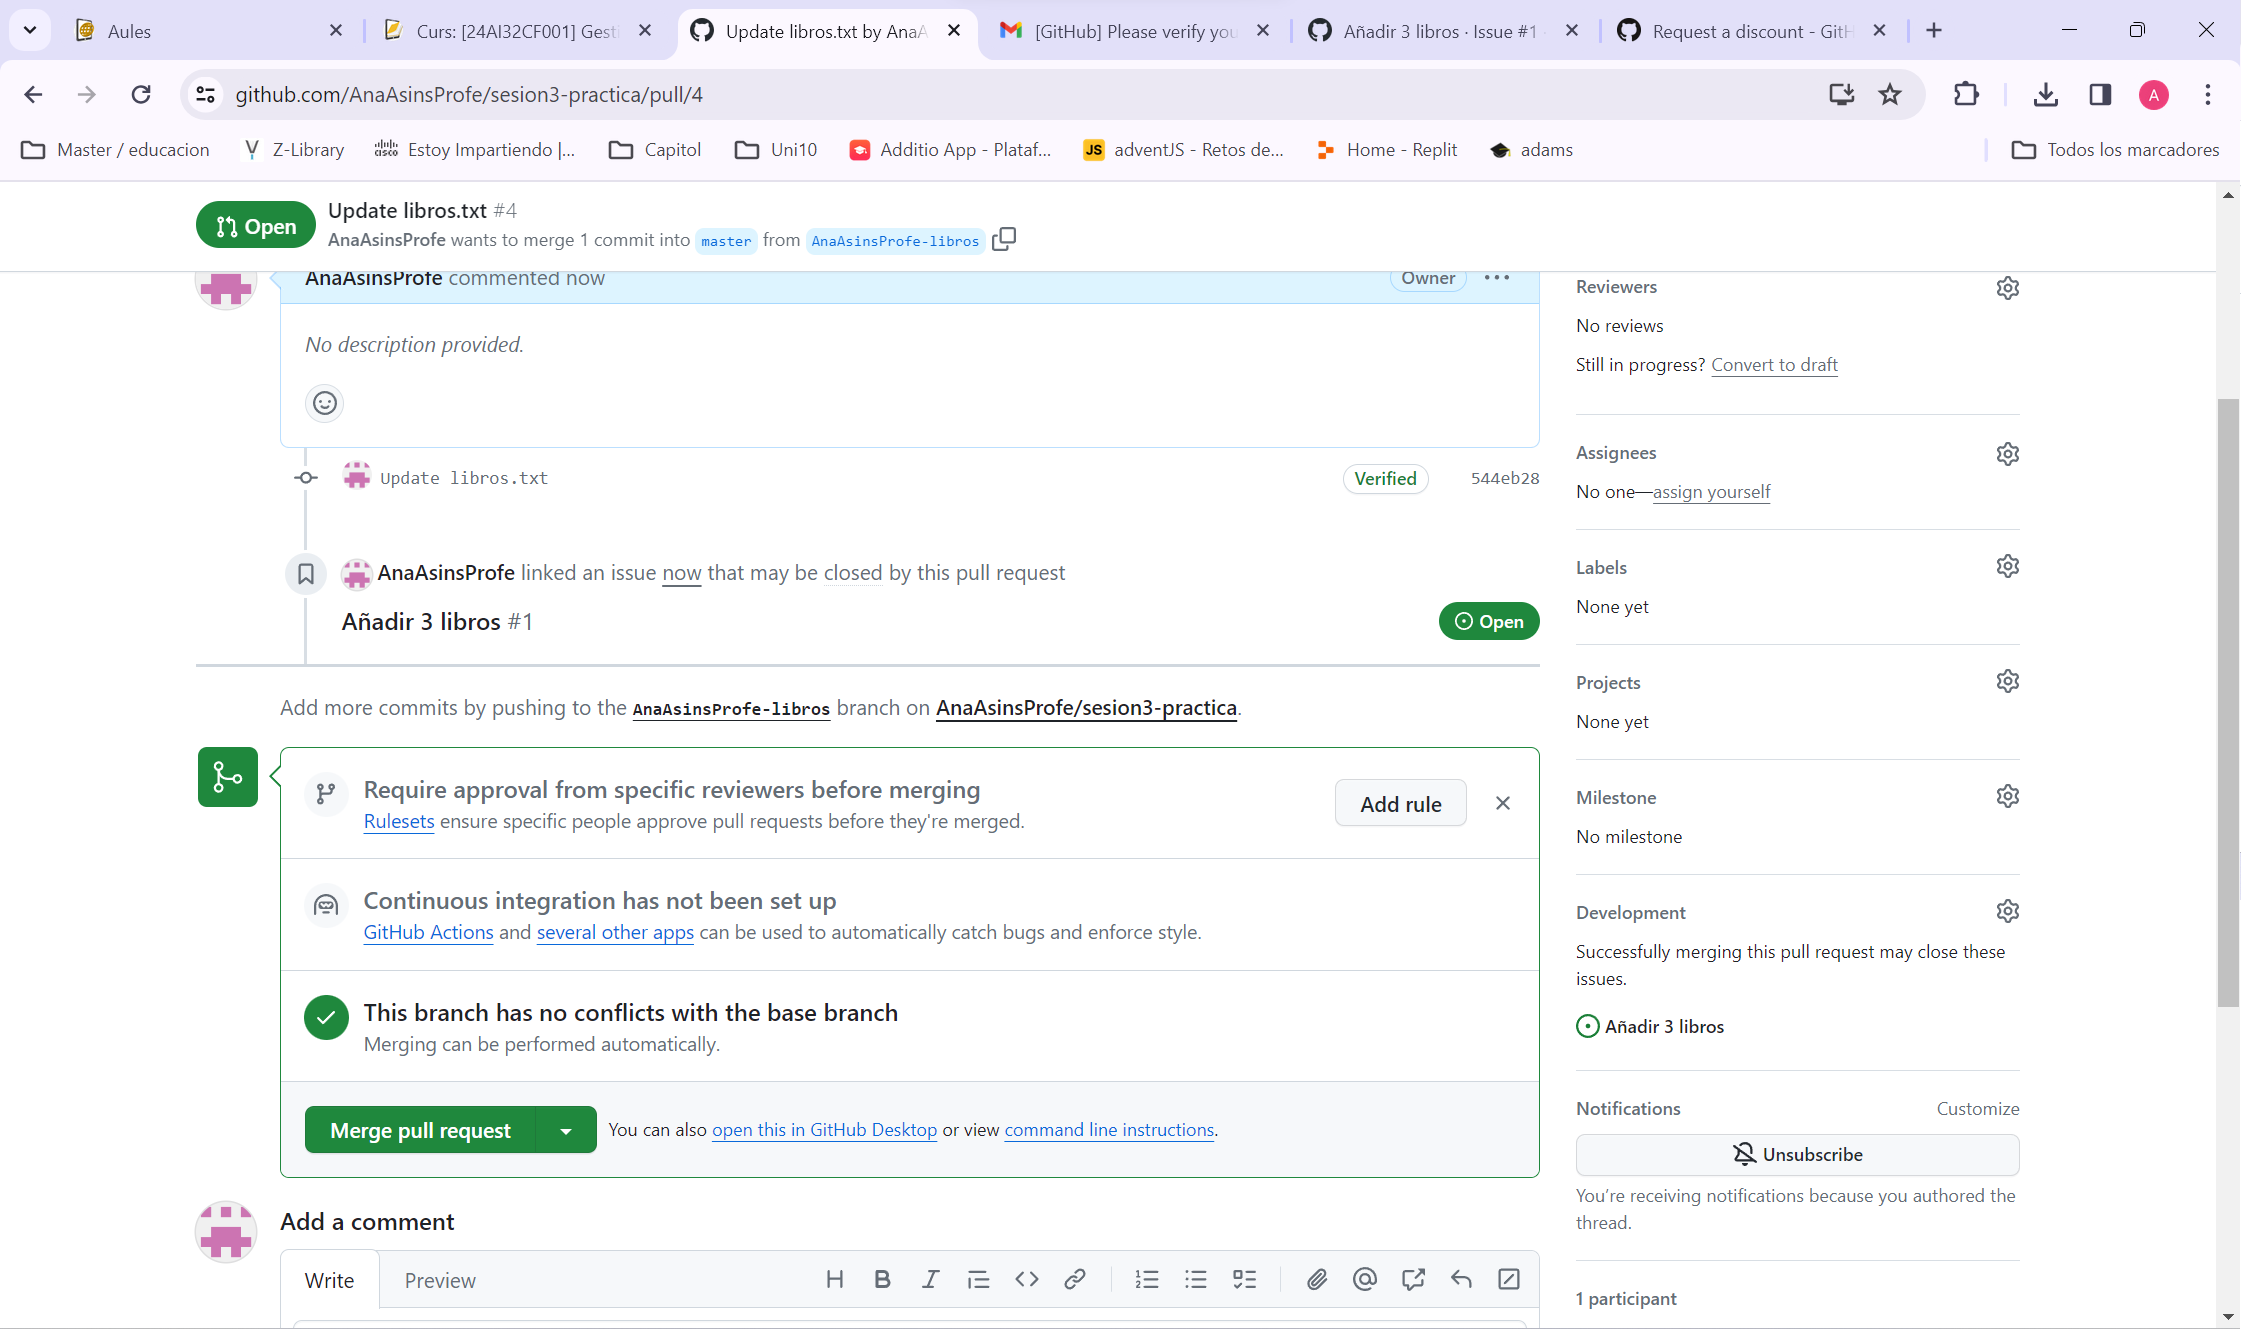 Aules
Curs: [24AI32CF001] Gesti
Update libros.txt by AnaA
[GitHub] Please verify you
Añadir 3 libros · Issue #1
Request a discount - GitH
github.com/AnaAsinsProfe/sesion3-practica/pull/4
A
Master / educacion
Z-Library
cisco
Estoy Impartiendo |...
Capitol
Uni10
Additio App - Plataf...
JS
adventJS - Retos de...
Home - Replit
adams
Todos los marcadores
Open
Update libros.txt #4
AnaAsinsProfe wants to merge 1 commit into master from AnaAsinsProfe-libros
AnaAsinsProfe commented now
Owner
No description provided.
Update libros.txt
Verified
544eb28
AnaAsinsProfe linked an issue now that may be closed by this pull request
Añadir 3 libros #1
Open
Add more commits by pushing to the AnaAsinsProfe-libros branch on AnaAsinsProfe/sesion3-practica.
Require approval from specific reviewers before merging
Rulesets ensure specific people approve pull requests before they're merged.
Add rule
Continuous integration has not been set up
GitHub Actions and several other apps can be used to automatically catch bugs and enforce style.
This branch has no conflicts with the base branch
Merging can be performed automatically.
Merge pull request
You can also open this in GitHub Desktop or view command line instructions.
Add a comment
Write
Preview
Reviewers
No reviews
Still in progress? Convert to draft
Assignees
No one—assign yourself
Labels
None yet
Projects
None yet
Milestone
No milestone
Development
Successfully merging this pull request may close these
issues.
Añadir 3 libros
Notifications
Customize
Unsubscribe
You're receiving notifications because you authored the
thread.
1 participant